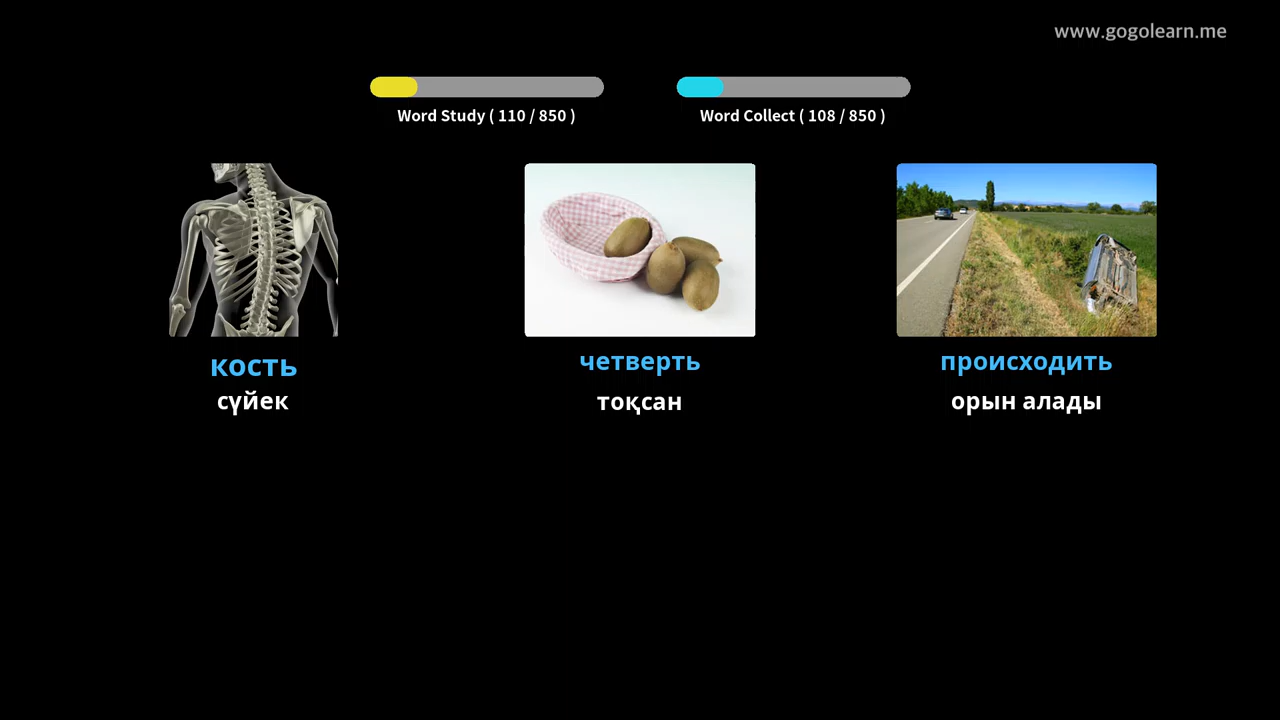 www.gogolearn.me
Word Study ( 110 / 850 )
Word Collect ( 108 / 850 )
кость
четверть
происходить
сүйек
тоқсан
орын алады